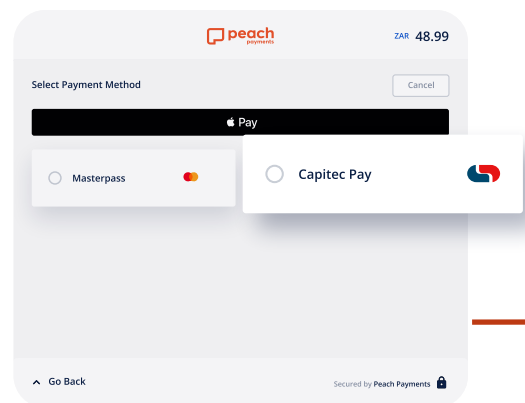 peach
payments
ZAR 48.99
Select Payment Method
Cancel
Pay
Masterpass
Capitec Pay
Go Back
Secured by Peach Payments